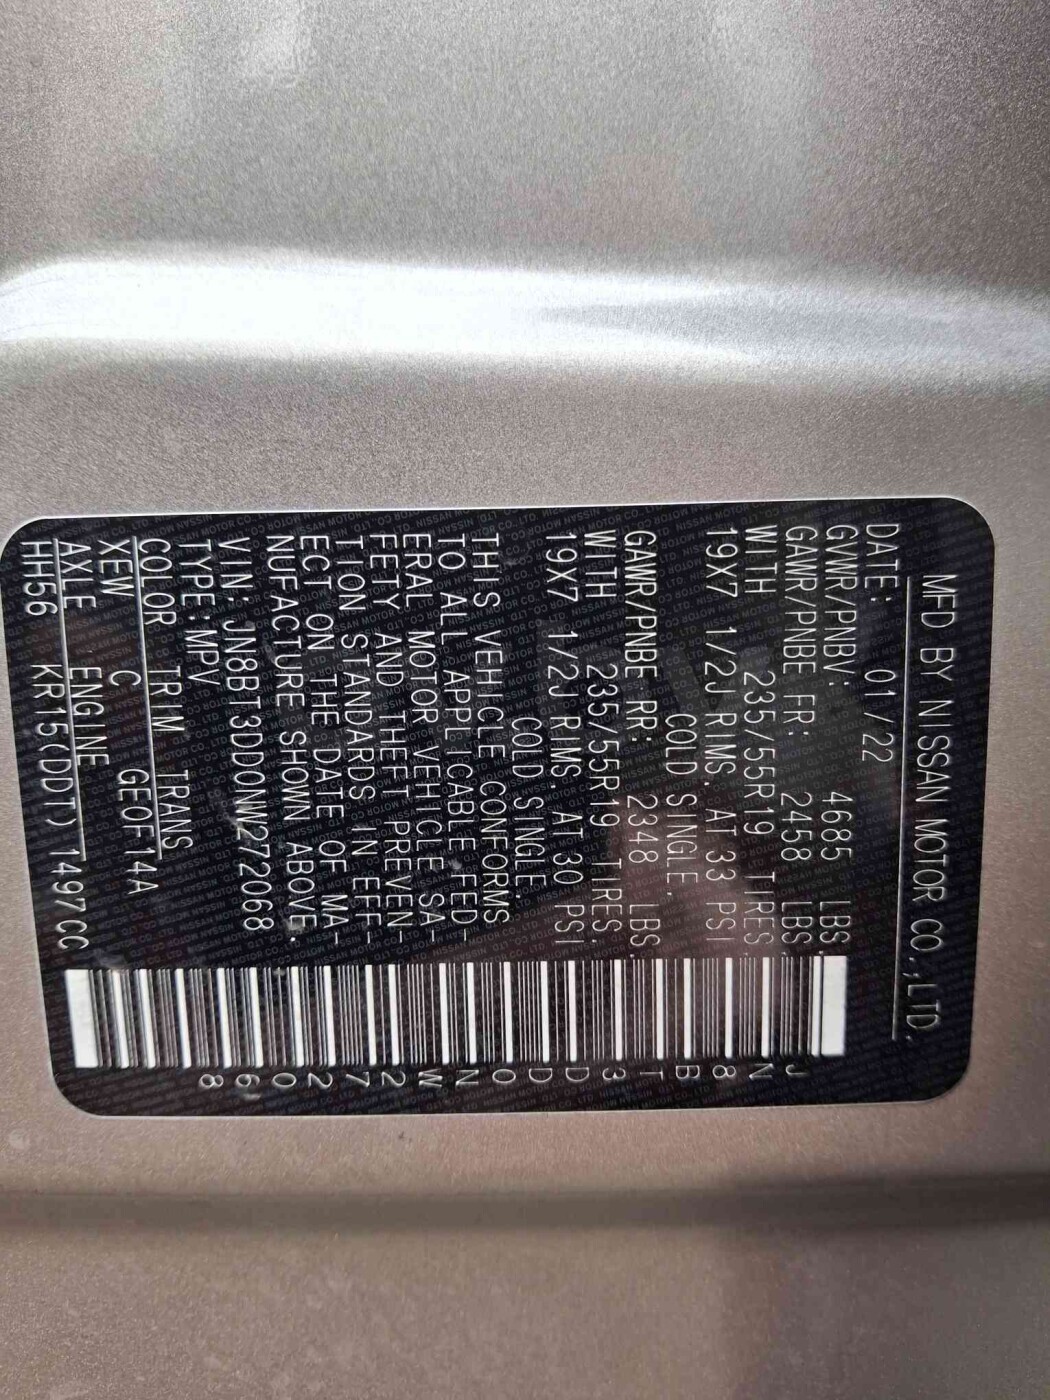 MFD BY NISSAN MOTOR CO.,LTD.
DATE: 01/22
GVWR/PNBV: 4685 LBS.
GAWR/PNBE FR: 2458 LBS.
WITH 235/55R19 TIRES,
19X7 1/2J RIMS, AT 33 PSI
COLD SINGLE.
GAWR/PNBE RR: 2348 LBS.
WITH 235/55R19 TIRES,
19X7 1/2J RIMS, AT 30 PSI
COLD SINGLE.
THIS VEHICLE CONFORMS
TO ALL APPLICABLE FED-
ERAL MOTOR VEHICLE SA-
FETY AND THEFT PREVEN-
TION STANDARDS IN EFF-
ECT ON THE DATE OF MA-
NUFACTURE SHOWN ABOVE.
VIN: JN8BT3DD0NW272068
TYPE:MPV
COLOR TRIM TRANS
XEW C GE0F14A
AXLE ENGINE
HH56 KR15(DDT) 1497CC
JN8BT3DD0NW272068